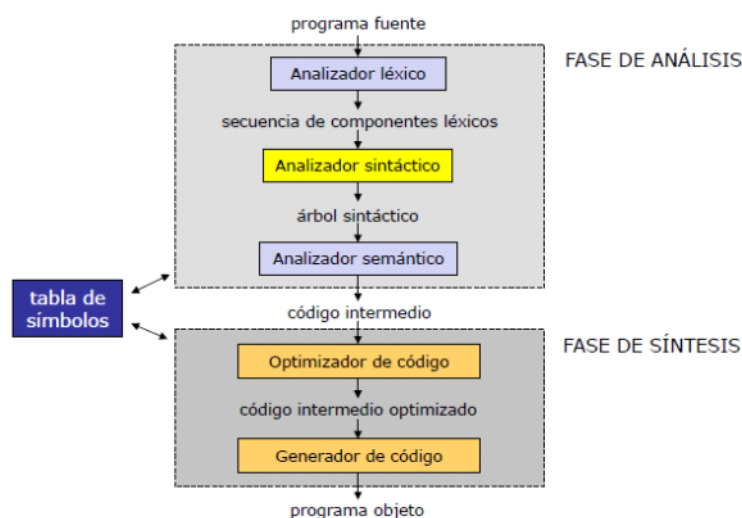 programa fuente
FASE DE ANÁLISIS
Analizador léxico
secuencia de componentes léxicos
Analizador sintáctico
árbol sintáctico
Analizador semántico
tabla de
símbolos
código intermedio
FASE DE SÍNTESIS
Optimizador de código
código intermedio optimizado
Generador de código
programa objeto